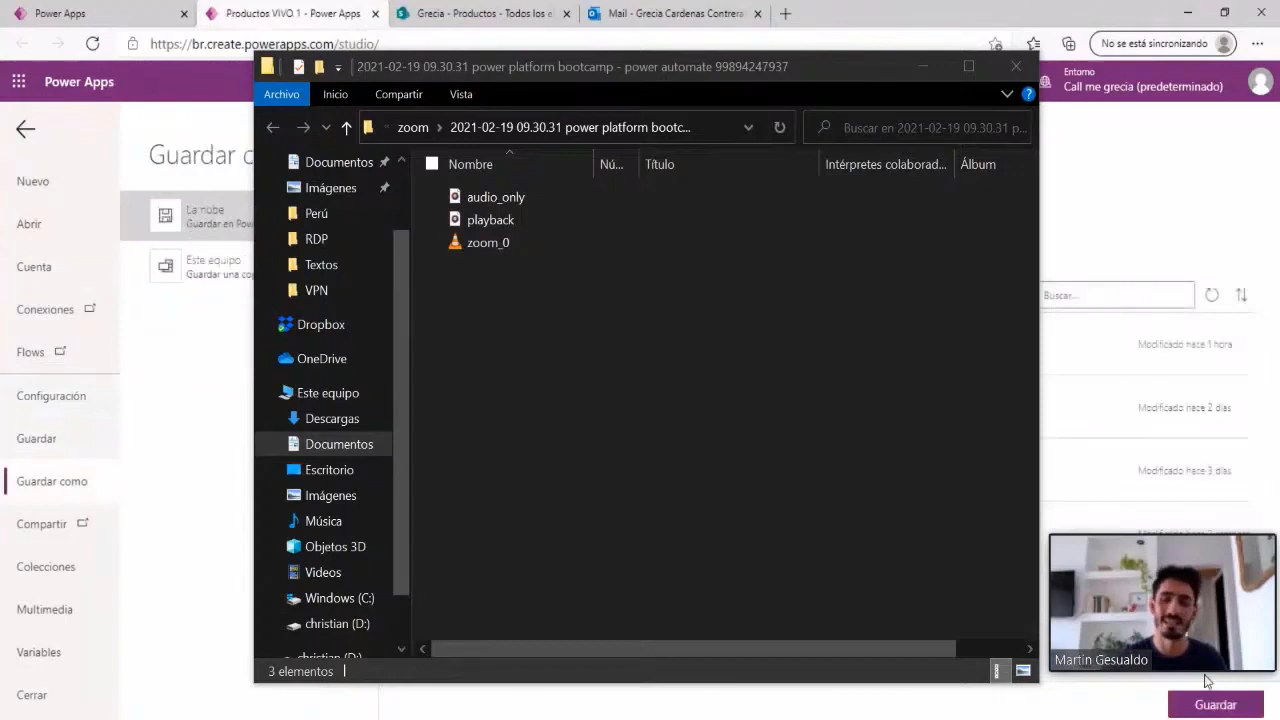 Power Apps
Productos VIVO 1 - Power Apps
Grecia - Productos - Todos los e
Mail - Grecia Cardenas Contrera
https://br.create.powerapps.com/studio/
No se está sincronizando
Power Apps
Entorno
Call me grecia (predeterminado)
2021-02-19 09.30.31 power platform bootcamp - power automate 99894247937
Archivo
Inicio
Compartir
Vista
zoom
2021-02-19 09.30.31 power platform bootc...
Buscar en 2021-02-19 09.30.31 p...
Guardar c
Nuevo
Abrir
Cuenta
Conexiones
Flows
Configuración
Guardar
Guardar como
Compartir
Colecciones
Multimedia
Variables
Cerrar
La nube
Guardar en Pow
Este equipo
Guardar una cop
Documentos
Imágenes
Perú
RDP
Textos
VPN
Dropbox
OneDrive
Este equipo
Descargas
Documentos
Escritorio
Imágenes
Música
Objetos 3D
Videos
Windows (C:)
christian (D:)
christian (D:)
Nombre
Nú...
Título
Intérpretes colaborad...
Álbum
audio_only
playback
zoom_0
3 elementos
Buscar...
Modificado hace 1 hora
Modificado hace 2 días
Modificado hace 3 días
Martin Gesualdo
Guardar